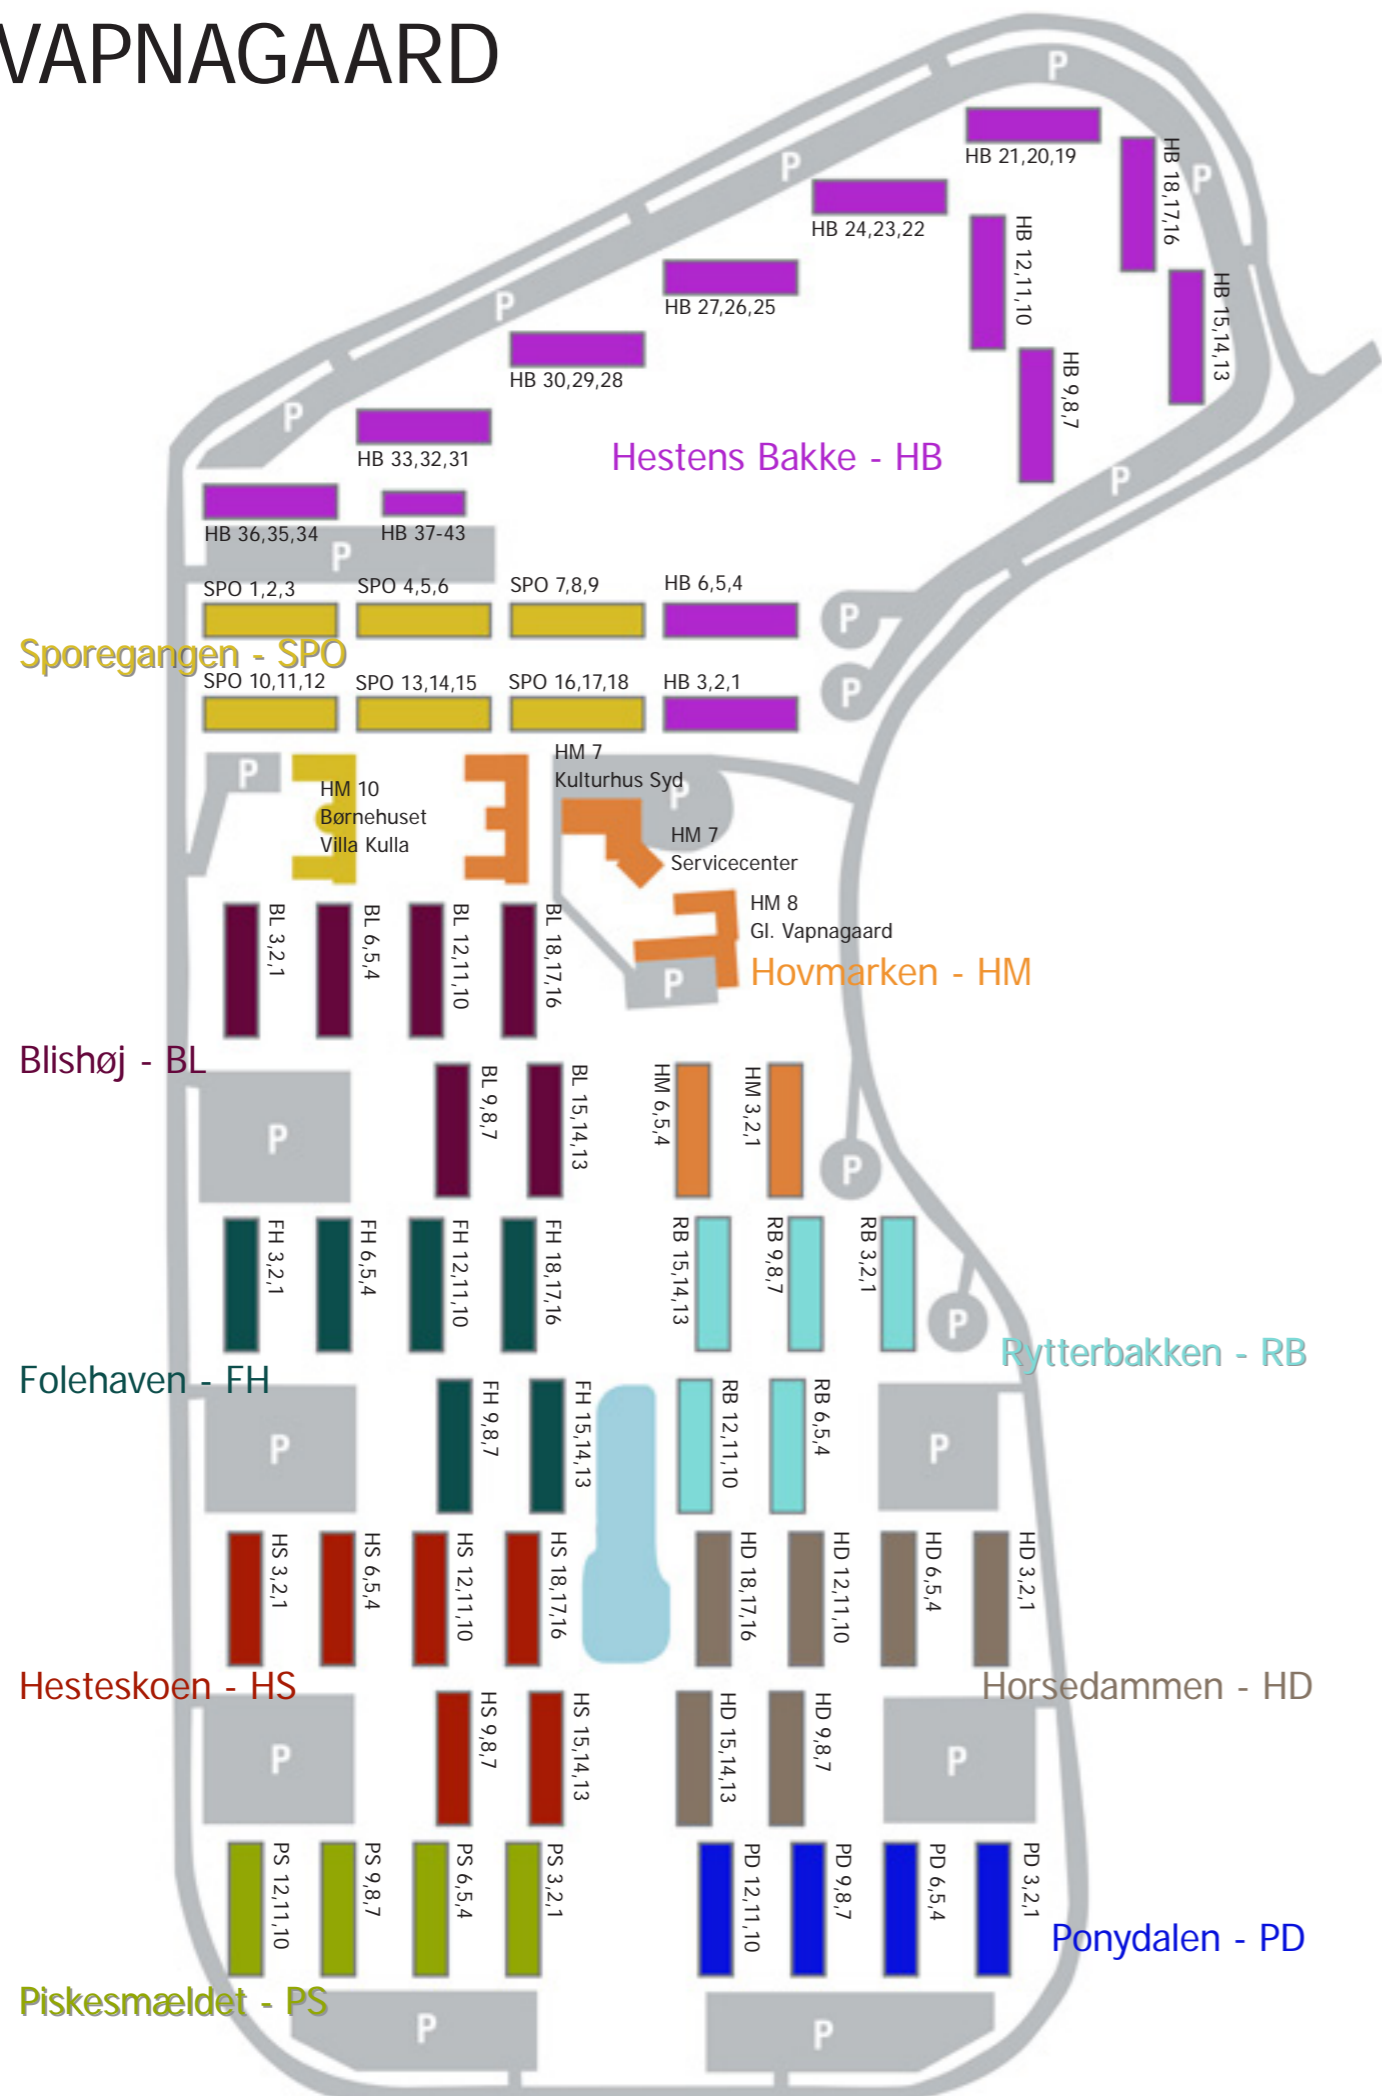 VAPNAGAARD
P
HB 21,20,19
P
HB 18,17,16
P
HB 24,23,22
HB 12,11,10
HB 27,26,25
HB 15,14,13
P
HB 30,29,28
HB 9,8,7
P
HB 33,32,31
Hestens Bakke - HB
P
HB 36,35,34
HB 37-43
P
SPO 1,2,3
SPO 4,5,6
SPO 7,8,9
HB 6,5,4
P
Sporegangen - SPO
SPO 10,11,12
SPO 13,14,15
SPO 16,17,18
HB 3,2,1
P
P
HM 10
Børnehuset
Villa Kulla
HM 7
Kulturhus Syd
P
HM 7
Servicecenter
HM 8
Gl. Vapnagaard
P
Hovmarken - HM
BL 3,2,1
BL 6,5,4
BL 12,11,10
BL 18,17,16
Blishøj - BL
P
BL 9,8,7
BL 15,14,13
HM 6,5,4
HM 3,2,1
P
FH 3,2,1
FH 6,5,4
FH 12,11,10
FH 18,17,16
RB 15,14,13
RB 9,8,7
RB 3,2,1
P
Rytterbakken - RB
Folehaven - FH
P
FH 9,8,7
FH 15,14,13
RB 12,11,10
RB 6,5,4
P
HS 3,2,1
HS 6,5,4
HS 12,11,10
HS 18,17,16
HD 18,17,16
HD 12,11,10
HD 6,5,4
HD 3,2,1
Hesteskoen - HS
Horsedammen - HD
P
HS 9,8,7
HS 15,14,13
HD 15,14,13
HD 9,8,7
P
PS 12,11,10
PS 9,8,7
PS 6,5,4
PS 3,2,1
PD 12,11,10
PD 9,8,7
PD 6,5,4
PD 3,2,1
Ponydalen - PD
Piskesmældet - PS
P
P